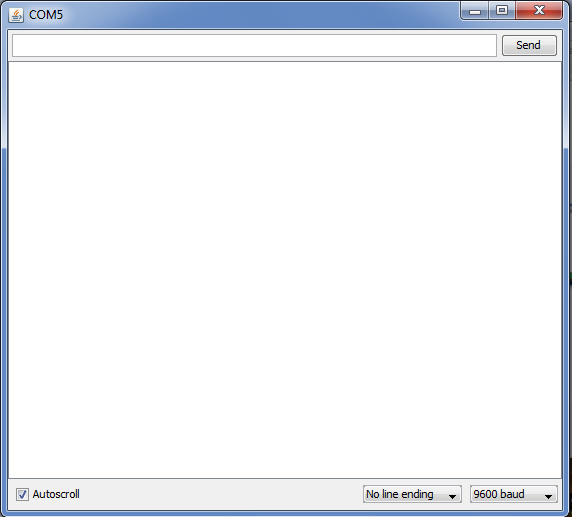 COM5
Send
Autoscroll
No line ending
9600 baud